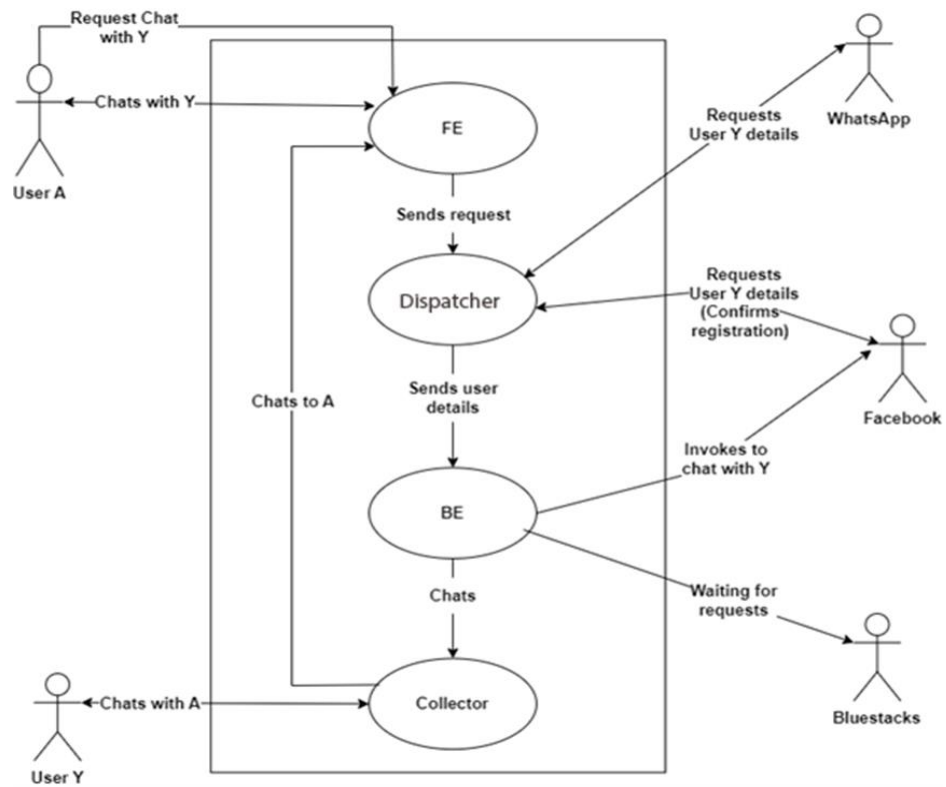 Request Chat
with Y
Chats with Y
FE
User A
Requests
User Y details
WhatsApp
Sends request
Dispatcher
Requests
User Y details
(Confirms
registration)
Facebook
Chats to A
Sends user
details
Invokes to
chat with Y
BE
Chats
Waiting for
requests
Bluestacks
Chats with A
Collector
User Y